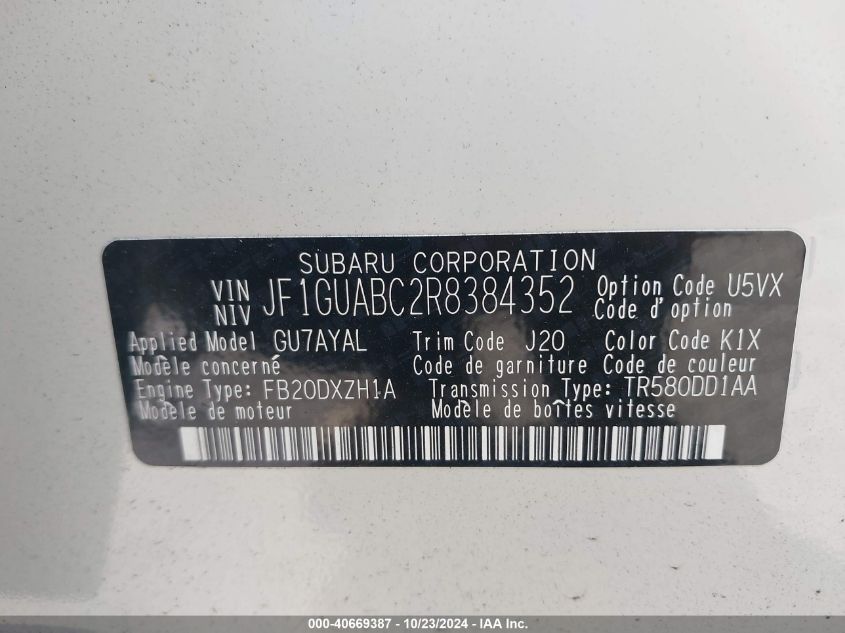 SUBARU CORPORATION
VIN NIV JF1GUABC2R8384352 Option Code U5VX
Code d'option
Applied Model GU7AYAL Trim Code J20 Color Code K1X
Modèle concerné Code de garniture Code de couleur
Engine Type: FB20DXZH1A Transmission Type: TR580DD1AA
Modèle de moteur Modèle de boîtes vitesse
000-40669387 - 10/23/2024 - IAA Inc.